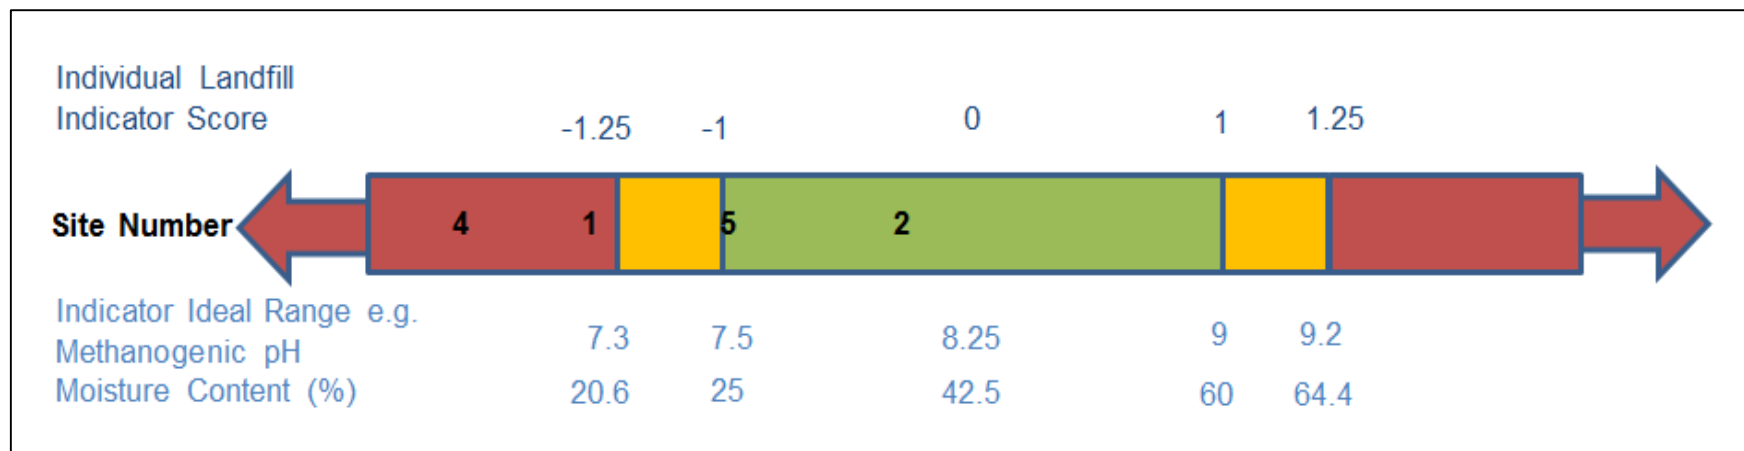 Individual Landfill
Indicator Score -1.25 -1 0 1 1.25
Site Number 4 1 5 2
Indicator Ideal Range e.g.
Methanogenic pH 7.3 7.5 8.25 9 9.2
Moisture Content (%) 20.6 25 42.5 60 64.4